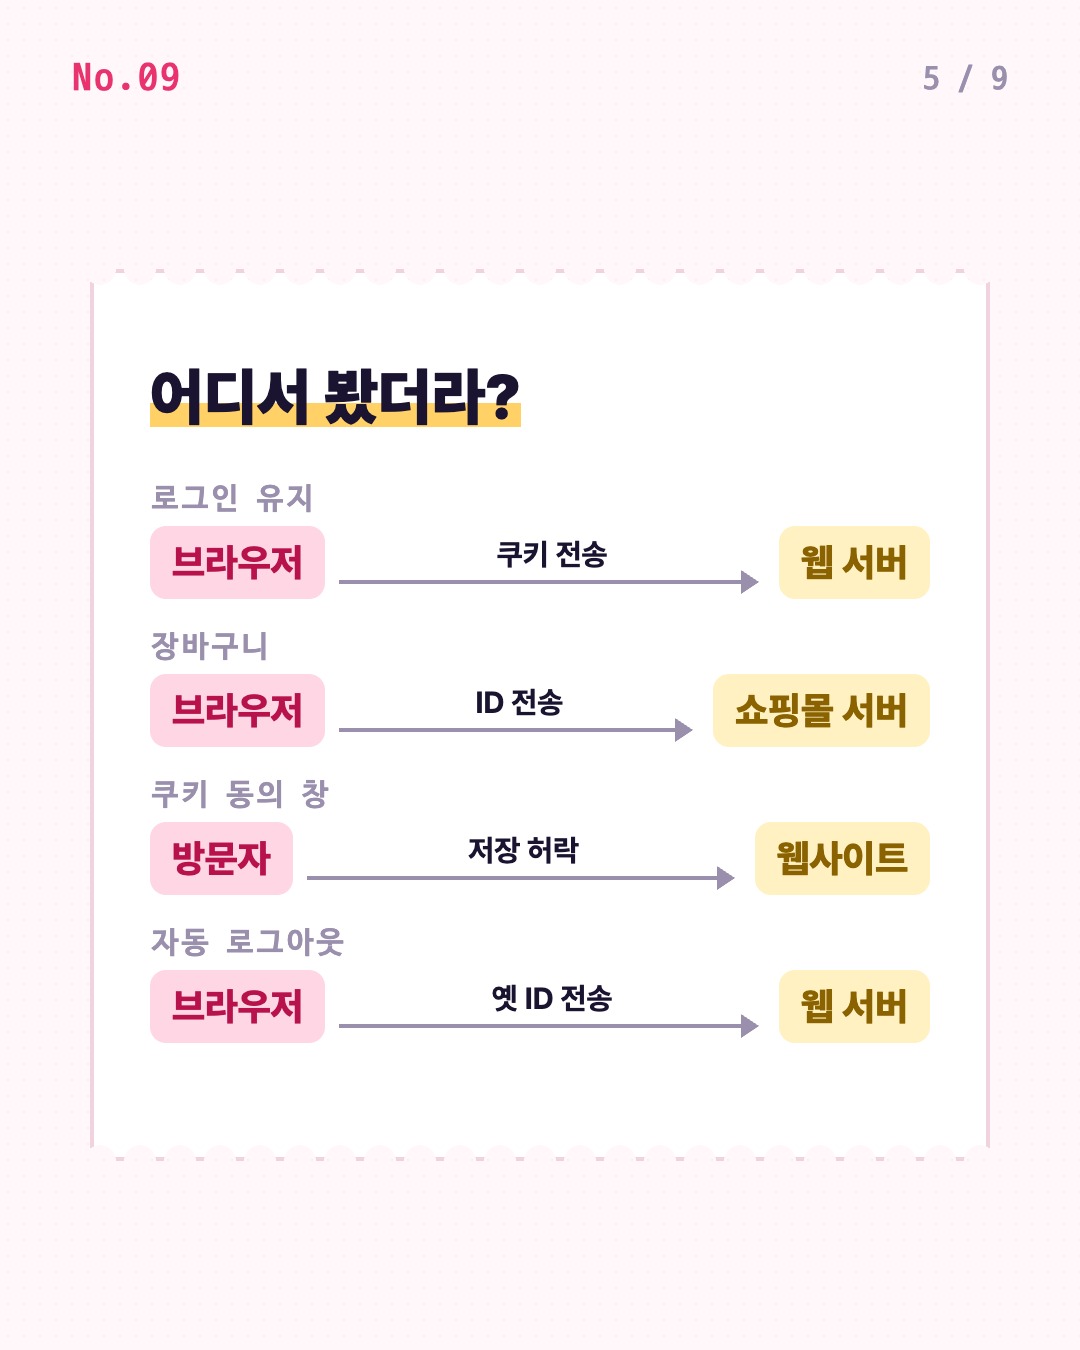 No.09
5 / 9
어디서 봤더라?
로그인 유지
브라우저
쿠키 전송
웹 서버
장바구니
브라우저
ID 전송
쇼핑몰 서버
쿠키 동의 창
방문자
저장 허락
웹사이트
자동 로그아웃
브라우저
옛 ID 전송
웹 서버